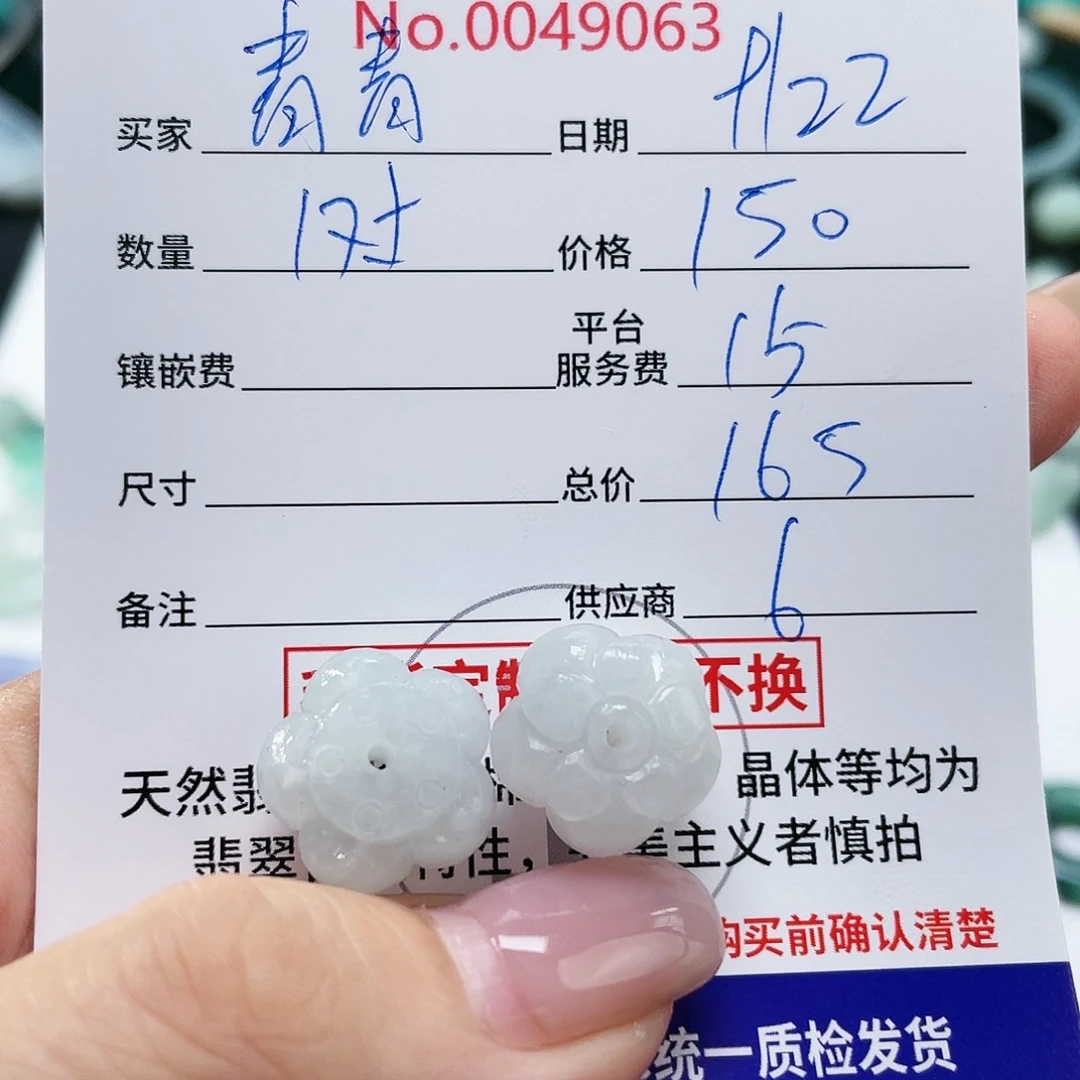 No.0049063
买家 青青 日期
数量 1对 价格 150
镶嵌费 平台服务费 15
尺寸 总价 165
备注 供应商 6
不换
天然翡 晶体等均为
翡翠 特性, 主义者慎拍
购买前确认清楚
统一质检发货